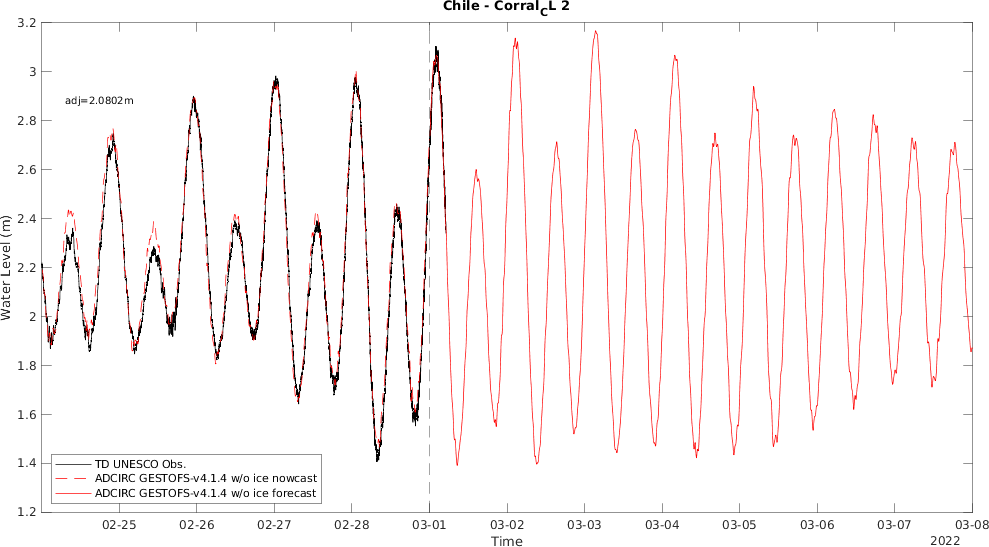 Chile - Corral_CL 2
3.2
3
2.8
2.6
2.4
2.2
2
1.8
1.6
1.4
1.2
Water Level (m)
adj=2.0802m
TD UNESCO Obs.
ADCIRC GESTOFS-v4.1.4 w/o ice nowcast
ADCIRC GESTOFS-v4.1.4 w/o ice forecast
02-25 02-26 02-27 02-28 03-01 03-02 03-03 03-04 03-05 03-06 03-07 03-08
Time
2022